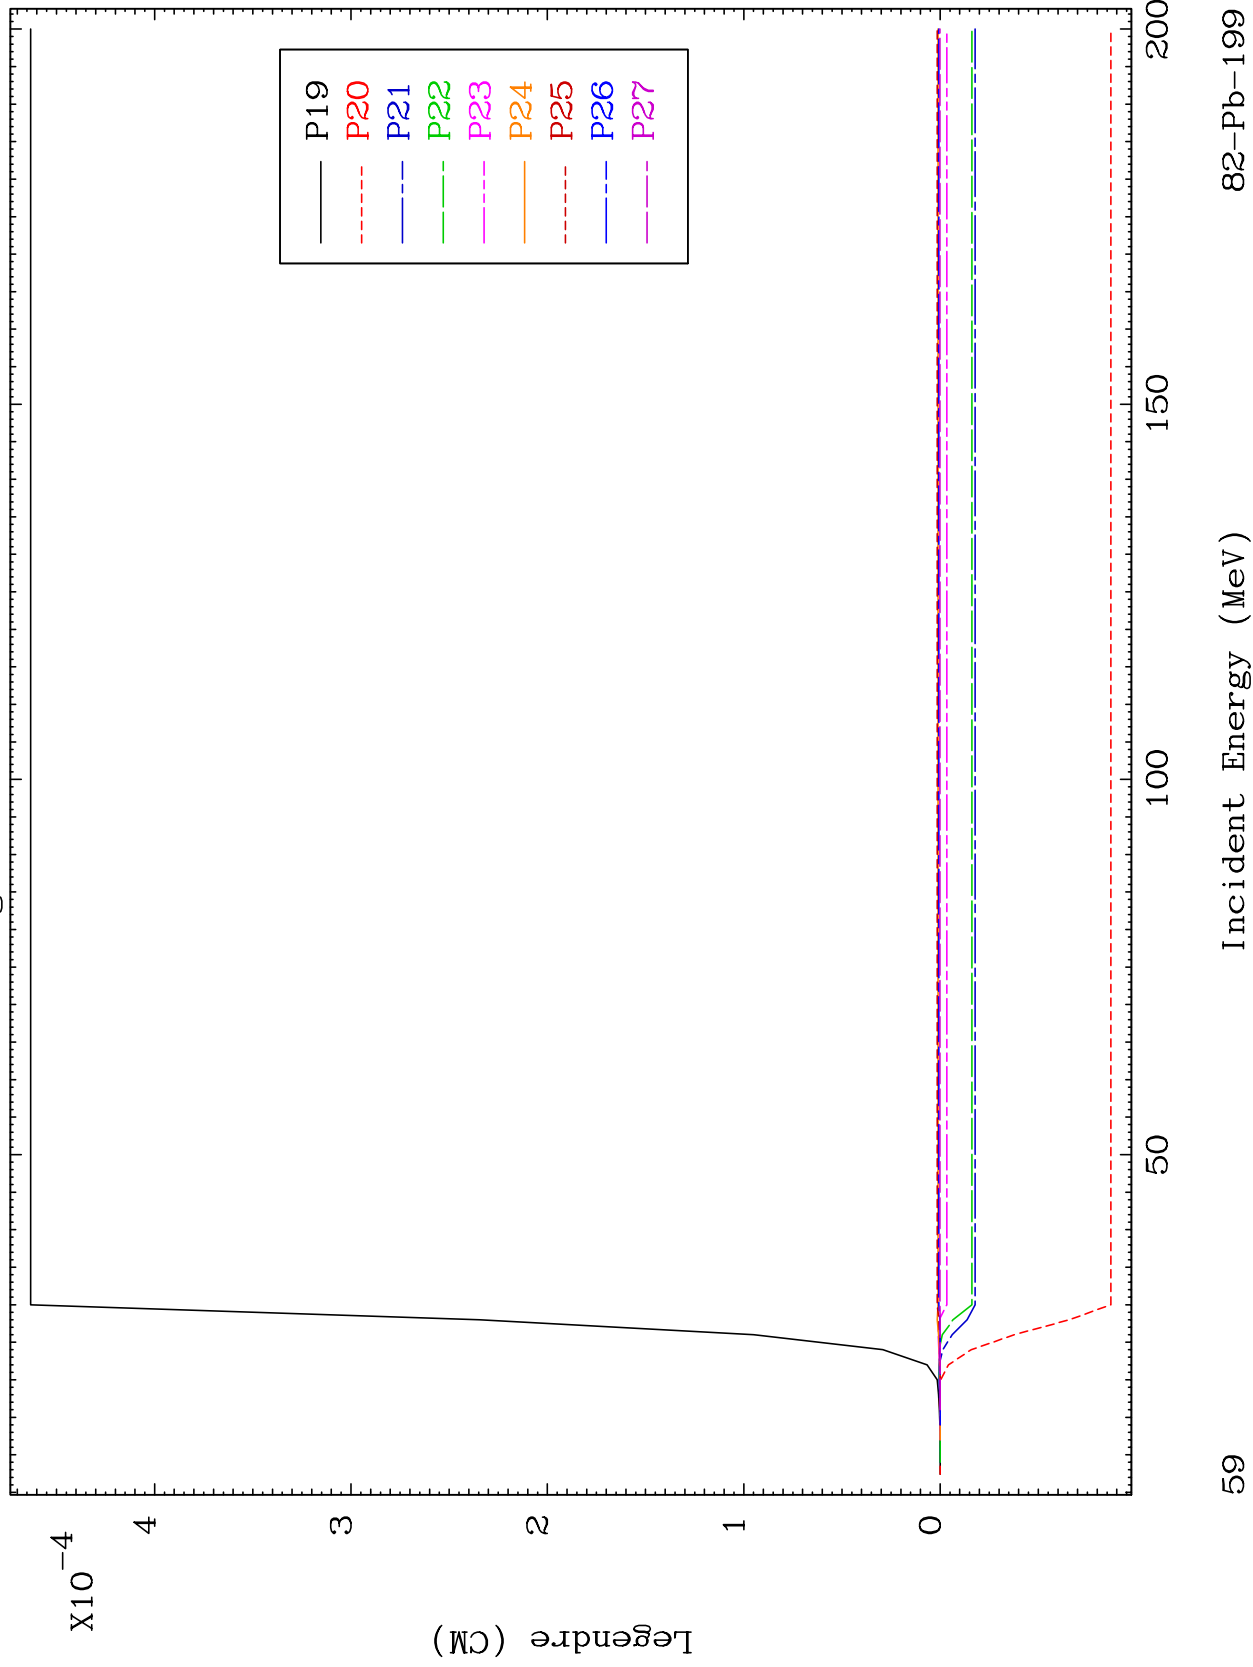 X10-4
Legendre (CM)
4
3
2
1
0
P19
P20
P21
P22
P23
P24
P25
P26
P27
50
100
150
200
59
Incident Energy (MeV)
82-Pb-199